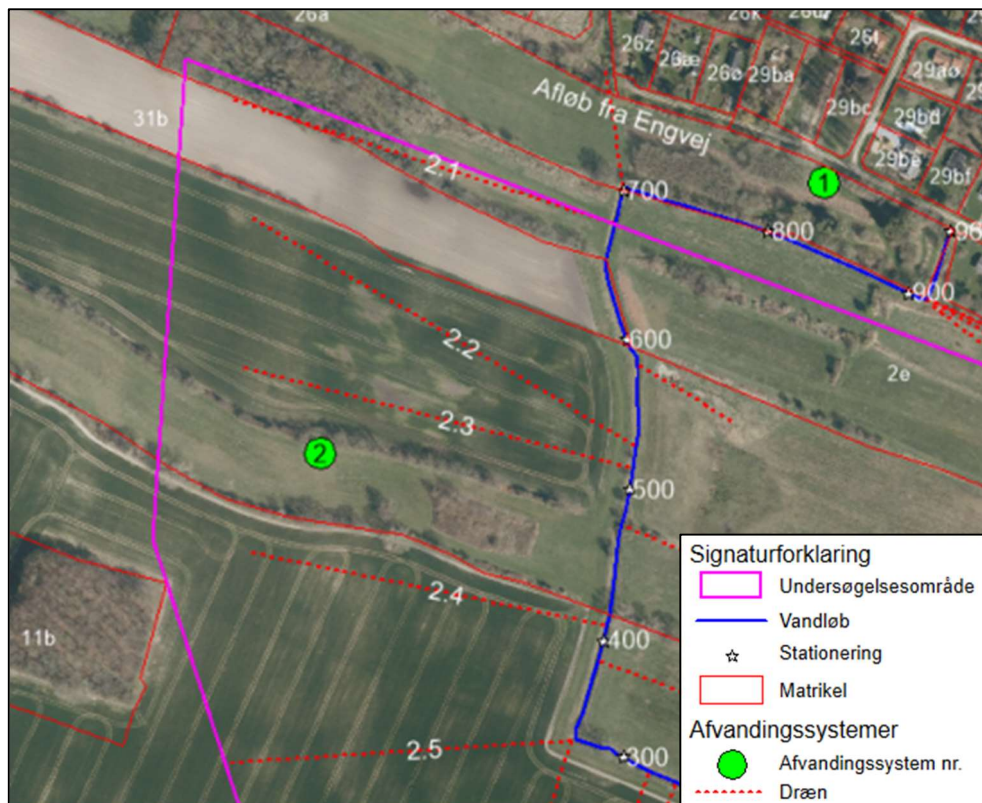 26a
26z
26æ
26ø
26k
29ba
29bc
29aø
29bd
29be
29bf
31b
Afløb fra Engvej
1
2.1
700
800
96
900
600
2.2
2e
2.3
2
500
2.4
400
11b
2.5
300
Signaturforklaring
Undersøgelsesområde
Vandløb
Stationering
Matrikel
Afvandingssystemer
Afvandingssystem nr.
Dræn